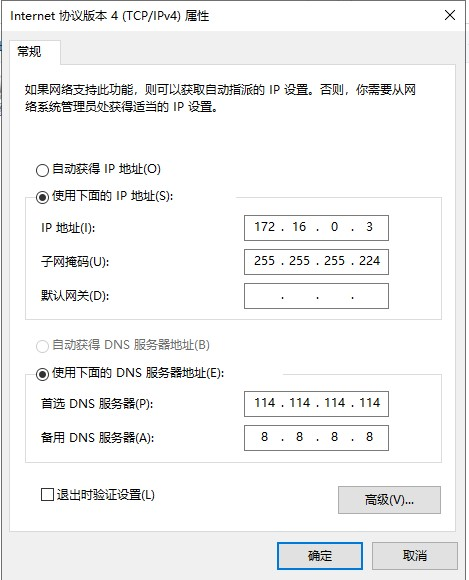 Internet 协议版本 4 (TCP/IPv4) 属性
常规
如果网络支持此功能，则可以获取自动指派的 IP 设置。否则，你需要从网
络系统管理员处获得适当的 IP 设置。
自动获得 IP 地址(O)
使用下面的 IP 地址(S):
IP 地址(I): 172 . 16 . 0 . 3
子网掩码(U): 255 . 255 . 255 . 224
默认网关(D): . . .
自动获得 DNS 服务器地址(B)
使用下面的 DNS 服务器地址(E):
首选 DNS 服务器(P): 114 . 114 . 114 . 114
备用 DNS 服务器(A): 8 . 8 . 8 . 8
退出时验证设置(L)
高级(V)...
确定 取消